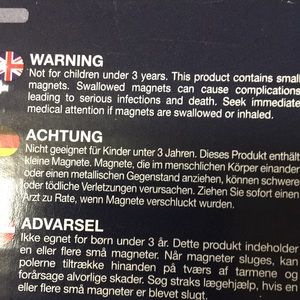 WARNING
Not for children under 3 years. This product contains small
magnets. Swallowed magnets can cause complications
leading to serious infections and death. Seek immediate
medical attention if magnets are swallowed or inhaled.
ACHTUNG
Nicht geeignet für Kinder unter 3 Jahren. Dieses Produkt enthält
kleine Magnete. Magnete, die im menschlichen Körper einander
oder einen metallischen Gegenstand anziehen, können schwere
oder tödliche Verletzungen verursachen. Ziehen Sie sofort einen
Arzt zu Rate, wenn Magnete verschluckt
ADVARSEL
Ikke egnet for børn under 3 år. Dette produkt indeholder
en eller flere små magneter. Hvis magneter sluges, kan
polerne tiltrække hinanden på tværs af tarmene og
forårsage alvorlige skader. Søg straks lægehjælp, hvis
eller flere små magneter er blevet slugt